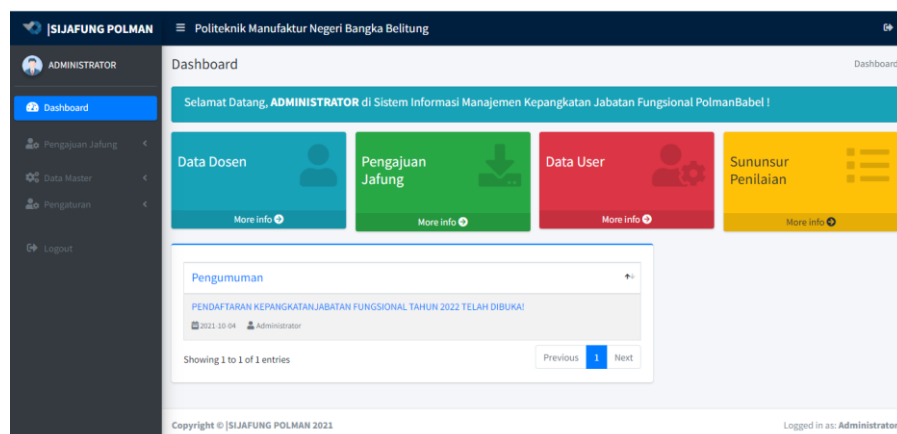 |SIJAFUNG POLMAN
Politeknik Manufaktur Negeri Bangka Belitung
ADMINISTRATOR
Dashboard
Pengajuan Jafung
Data Master
Pengaturan
Logout
Dashboard
Dashboard
Selamat Datang, ADMINISTRATOR di Sistem Informasi Manajemen Kepangkatan Jabatan Fungsional PolmanBabel !
Data Dosen
More info
Pengajuan
Jafung
More info
Data User
More info
Sununsur
Penilaian
More info
Pengumuman
PENDAFTARAN KEPANGKATANJABATAN FUNGSIONAL TAHUN 2022 TELAH DIBUKA!
2021-10-04 Administrator
Showing 1 to 1 of 1 entries
Previous 1 Next
Copyright © |SIJAFUNG POLMAN 2021
Logged in as: Administrator